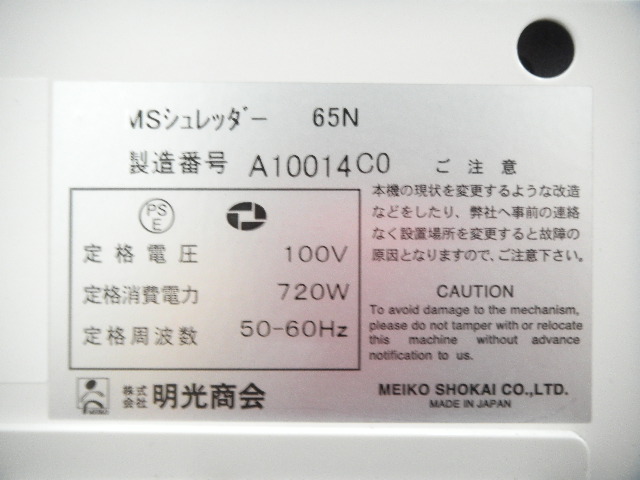 MSシュレッダー 65N
製造番号 A10014C0
PS
E
定格電圧 100V
定格消費電力 720W
定格周波数 50-60Hz
ご注意
本機の現状を変更するような改造
などをしたり、弊社へ事前の連絡
なく設置場所を変更すると故障の
原因となりますので、ご注意下さい。
CAUTION
To avoid damage to the mechanism,
please do not tamper with or relocate
this machine without advance
notification to us.
株式
会社 明光商会
MEIKO SHOKAI CO.,LTD.
MADE IN JAPAN